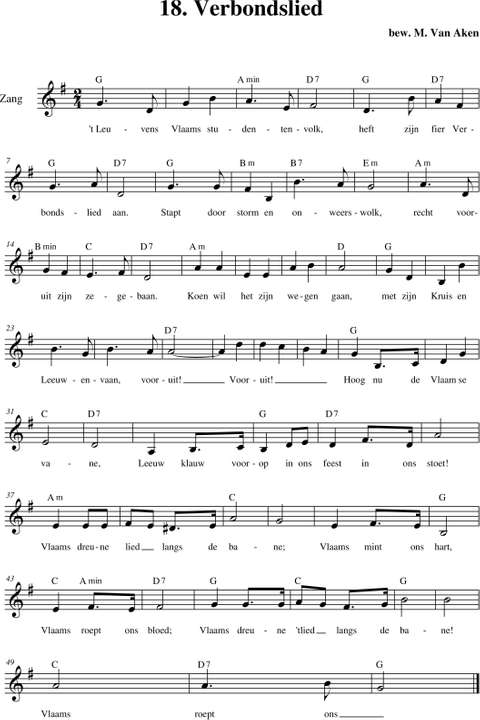 18. Verbondslied
bew. M. Van Aken
G A min D 7 G D 7
Zang
't Leu - vens Vlaams stu - den - ten - volk, heft zijn fier Ver-
7 G D 7 G B m B 7 E m A m
bonds - lied aan. Stapt door storm en on - weers - wolk, recht voor-
14 B min C D 7 A m D G
uit zijn ze - ge - baan. Koen wil het zijn we - gen gaan, met zijn Kruis en
23 D 7 G
Leeuw - en - vaan, voor - uit! Voor - uit! Hoog nu de Vlaam se
31 C D 7 G D 7
va - ne, Leeuw klauw voor - op in ons feest in ons stoet!
37 A m C G
Vlaams dreu - ne lied langs de ba - ne; Vlaams mint ons hart,
43 C A min D 7 G G C A G G
Vlaams roept ons bloed; Vlaams dreu - ne 'tlied langs de ba - ne!
49 C D 7 G
Vlaams roept ons